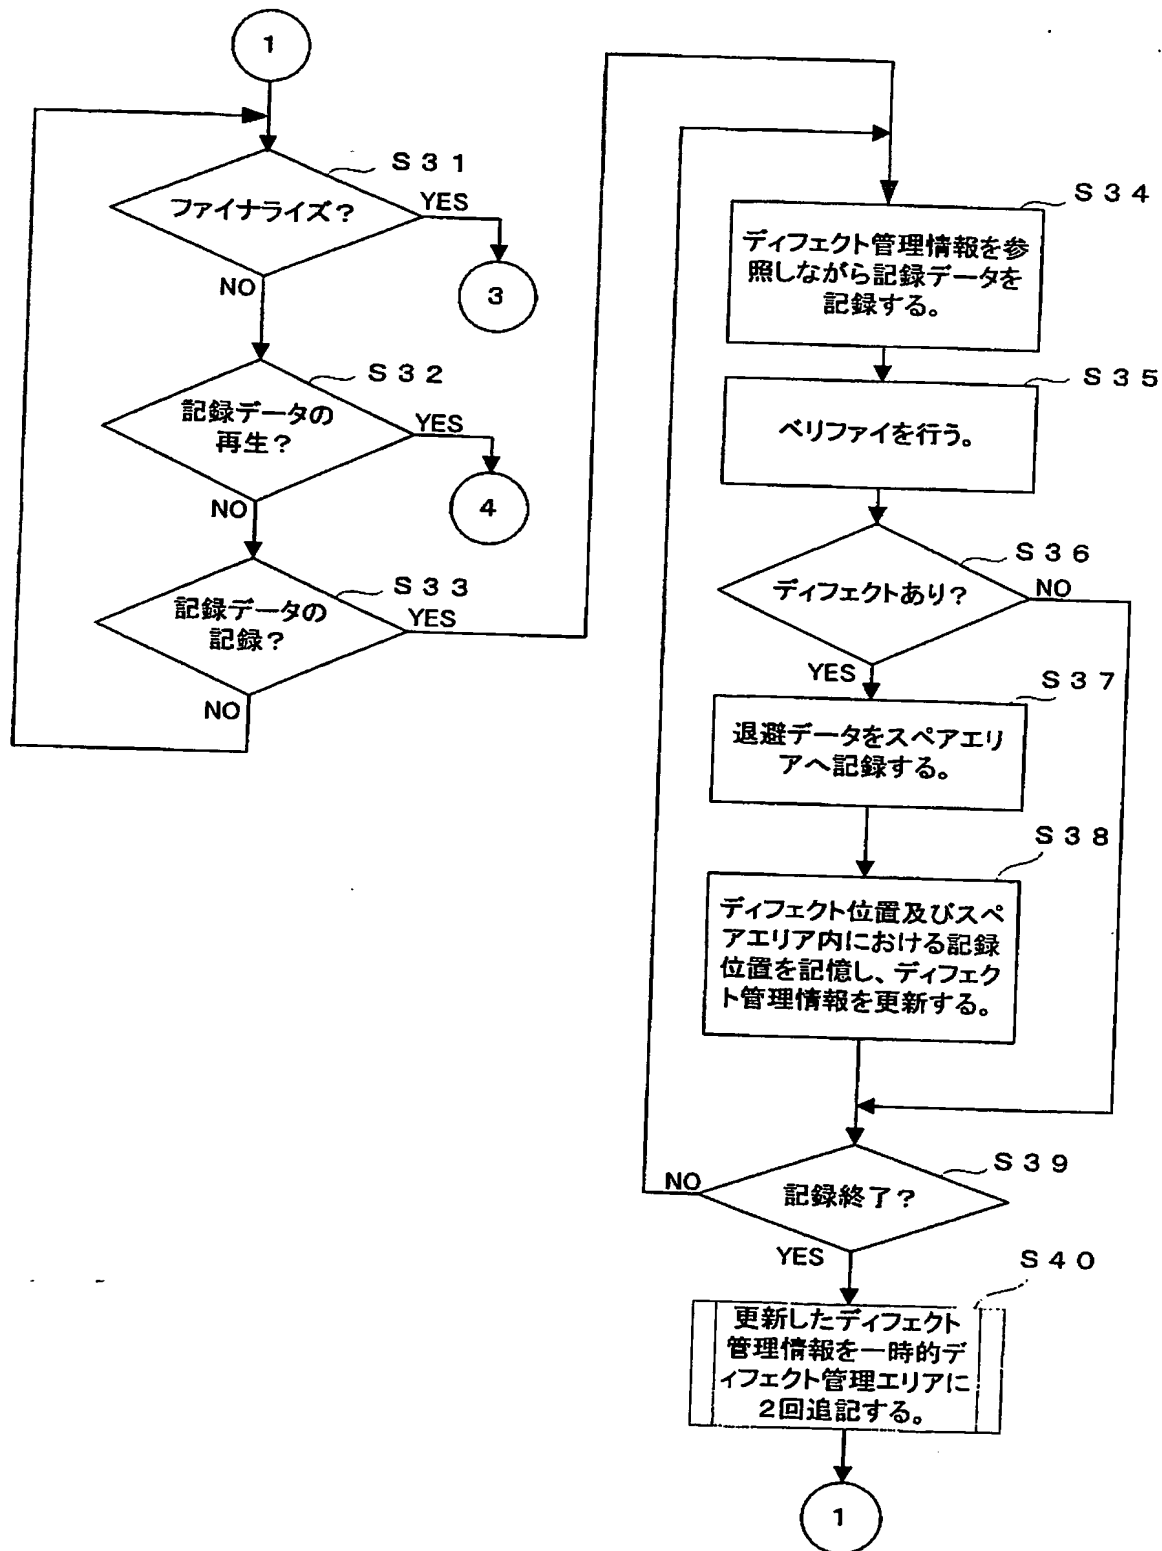 1
S31
ファイナライズ?
YES
3
NO
S32
記録データの
再生?
YES
4
NO
S33
記録データの
記録?
YES
NO
S34
ディフェクト管理情報を参
照しながら記録データを
記録する。
S35
ベリファイを行う。
S36
ディフェクトあり?
NO
YES
S37
退避データをスペアエリ
アへ記録する。
S38
ディフェクト位置及びスペ
アエリア内における記録
位置を記憶し、ディフェク
ト管理情報を更新する。
S39
記録終了?
NO
YES
S40
更新したディフェクト
管理情報を一時的デ
ィフェクト管理エリアに
2回追記する。
1